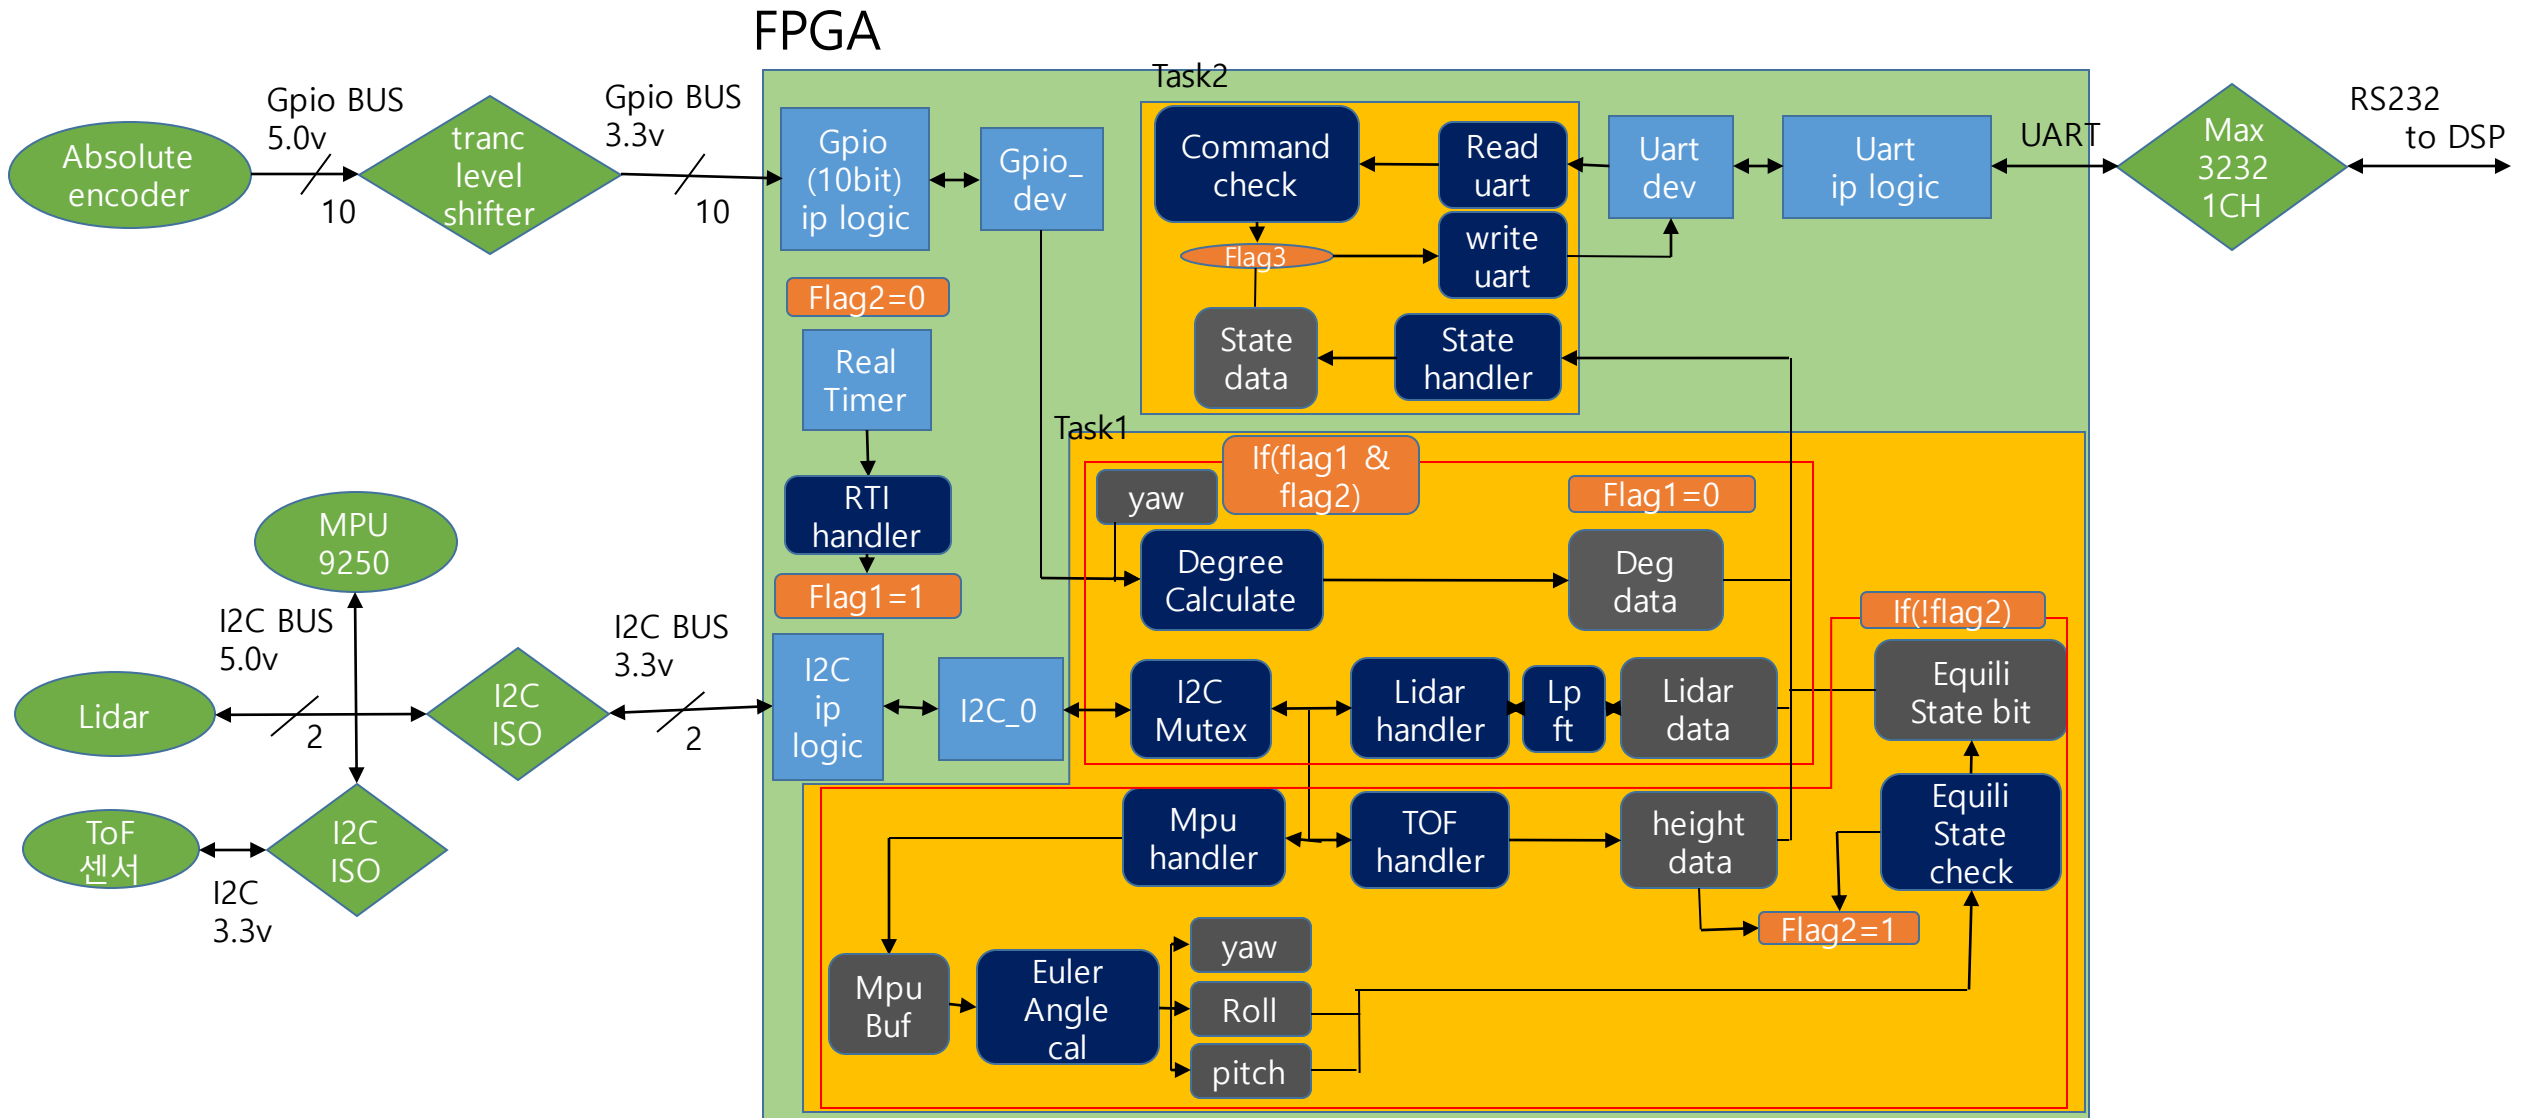 FPGA
Task2
Gpio BUS
5.0v
10
Absolute
encoder
tranc
level
shifter
Gpio BUS
3.3v
10
Gpio
(10bit)
ip logic
Gpio_
dev
Command
check
Read
uart
Flag3
write
uart
State
data
State
handler
Uart
dev
Uart
ip logic
UART
Max
3232
1CH
RS232
to DSP
Flag2=0
Real
Timer
RTI
handler
Flag1=1
Task1
If(flag1 &
flag2)
yaw
Flag1=0
Degree
Calculate
Deg
data
MPU
9250
I2C BUS
5.0v
Lidar
2
I2C
ISO
I2C BUS
3.3v
2
ToF
센서
I2C
ISO
I2C
3.3v
I2C
ip
logic
I2C_0
I2C
Mutex
Lidar
handler
Lp
ft
Lidar
data
If(!flag2)
Equili
State bit
Mpu
handler
TOF
handler
height
data
Equili
State
check
Flag2=1
Mpu
Buf
Euler
Angle
cal
yaw
Roll
pitch